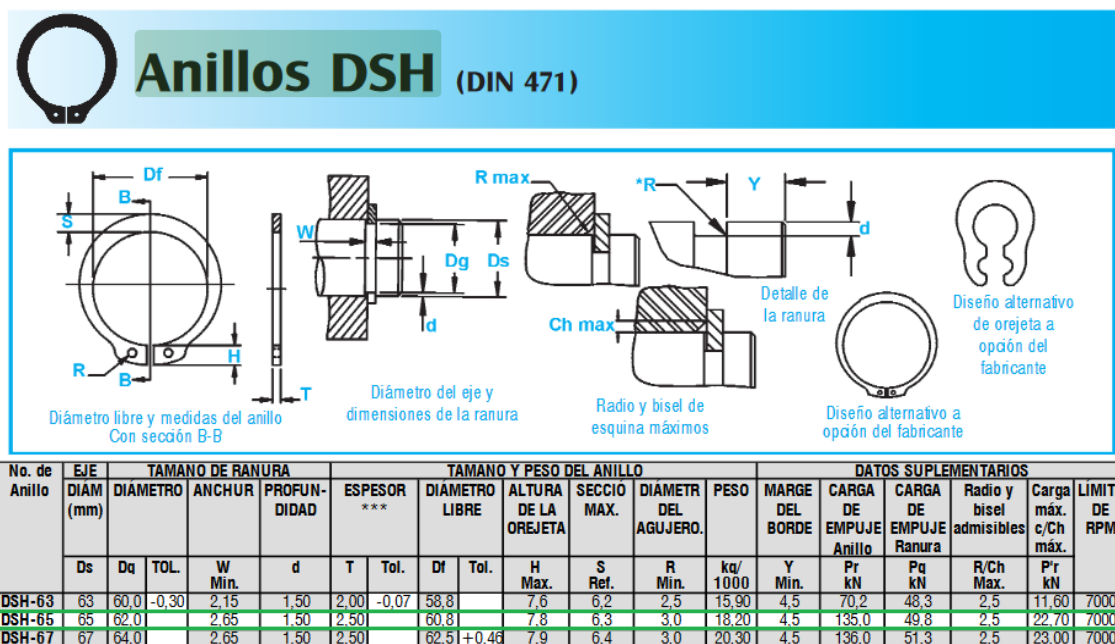 Anillos DSH (DIN 471)
Df
B
S
B
R
H
T
Diámetro libre y medidas del anillo
Con sección B-B
W
Dg
Ds
d
Diámetro del eje y
dimensiones de la ranura
R max
Ch max
Radio y bisel de
esquina máximos
*R
Y
d
Detalle de
la ranura
Diseño alternativo a
opción del fabricante
Diseño alternativo
de orejeta a
opción del
fabricante
No. de Anillo
EJE DIÁM (mm)
TAMANO DE RANURA
TAMANO Y PESO DEL ANILLO
DATOS SUPLEMENTARIOS
DIÁMETRO
ANCHUR
PROFUN-
DIDAD
ESPESOR
***
DIÁMETRO
LIBRE
ALTURA
DE LA
OREJETA
SECCIÓ
MAX.
DIÁMETR
DEL
AGUJERO.
PESO
MARGE
DEL
BORDE
CARGA
DE
EMPUJE
Anillo
CARGA
DE
EMPUJE
Ranura
Radio y
bisel
admisibles
Carga
máx.
c/Ch
máx.
LÍMIT
DE
RPM
Ds Dg TOL. W Min. d T Tol. Df Tol. H Max. S Ref. R Min. kg/1000 Y Min. Pr kN Pg kN R/Ch Max. P'r kN
DSH-63 63 60,0 -0,30 2,15 1,50 2,00 -0,07 58,8 7,6 6,2 2,5 15,90 4,5 70,2 48,3 2,5 11,60 7000
DSH-65 65 62,0 2,65 1,50 2,50 60,8 7,8 6,3 3,0 18,20 4,5 135,0 49,8 2,5 22,70 7000
DSH-67 67 64,0 2,65 1,50 2,50 62,5 +0,46 7,9 6,4 3,0 20,30 4,5 136,0 51,3 2,5 23,00 7000